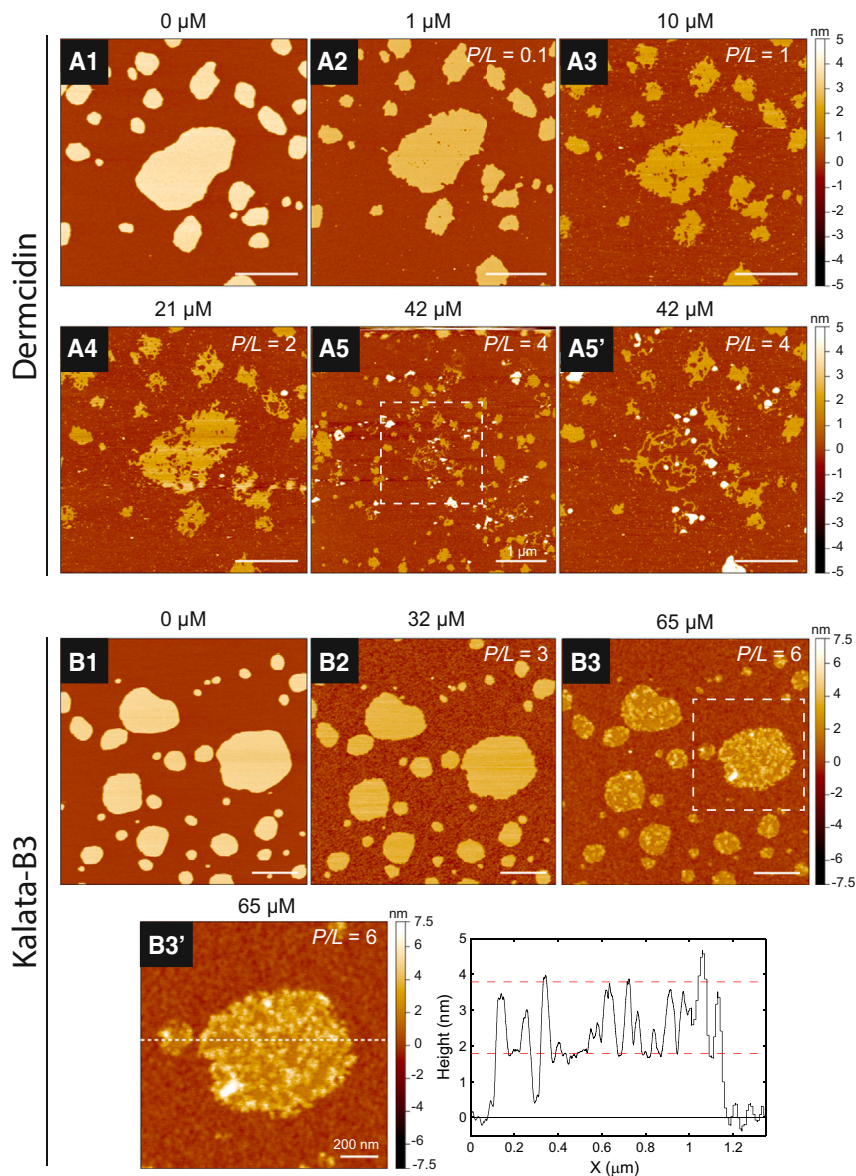 0 µM 1 µM 10 µM
A1 A2 P/L = 0.1 A3 P/L = 1
nm
5
4
3
2
1
0
-1
-2
-3
-4
-5
Dermcidin
21 µM 42 µM 42 µM
A4 P/L = 2 A5 P/L = 4 A5' P/L = 4
1 µm
nm
5
4
3
2
1
0
-1
-2
-3
-4
-5
0 µM 32 µM 65 µM
B1 B2 P/L = 3 B3 P/L = 6
nm
7.5
6
4
2
0
-2
-4
-6
-7.5
Kalata-B3
65 µM
B3' P/L = 6
200 nm
nm
7.5
6
4
2
0
-2
-4
-6
-7.5
Height (nm)
5
4
3
2
1
0
0 0.2 0.4 0.6 0.8 1 1.2
X (µm)